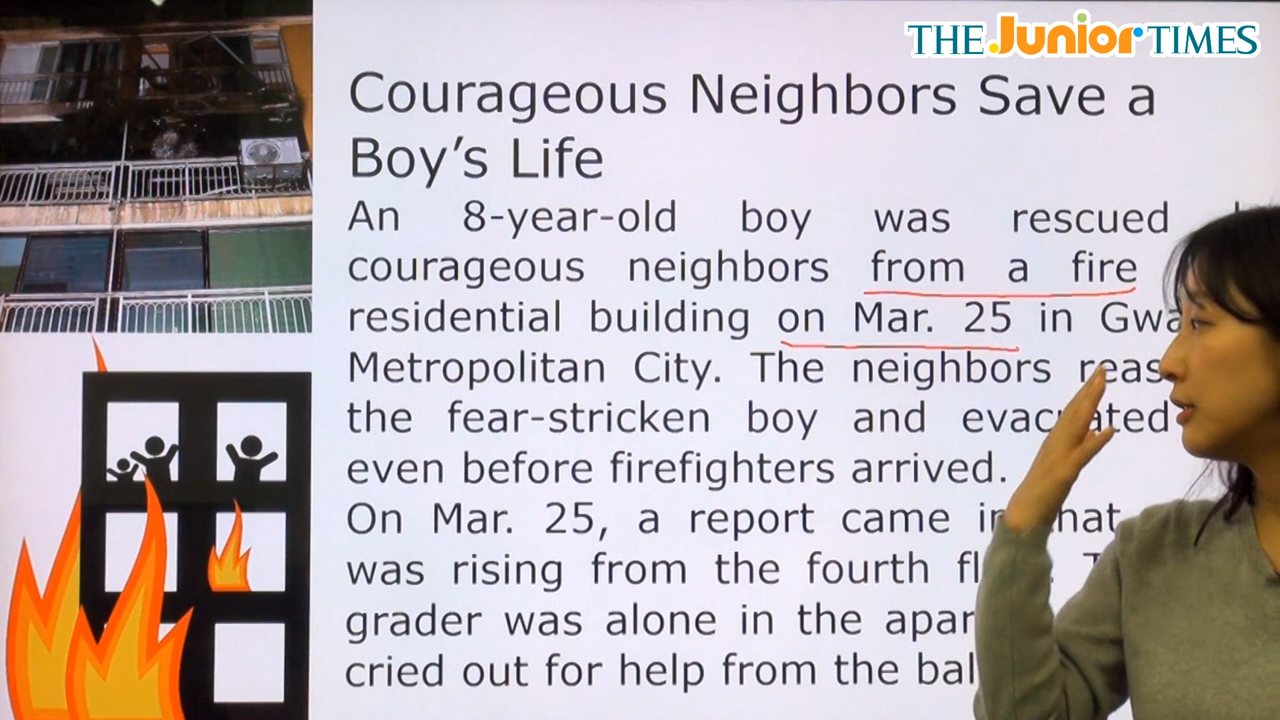 THE Junior TIMES
Courageous Neighbors Save a
Boy's Life
An 8-year-old boy was rescued
courageous neighbors from a fire
residential building on Mar. 25 in
Metropolitan City. The neighbors
the fear-stricken boy and evacuated
even before firefighters arrived.
On Mar. 25, a report came in that
was rising from the fourth
grader was alone in the
cried out for help from the